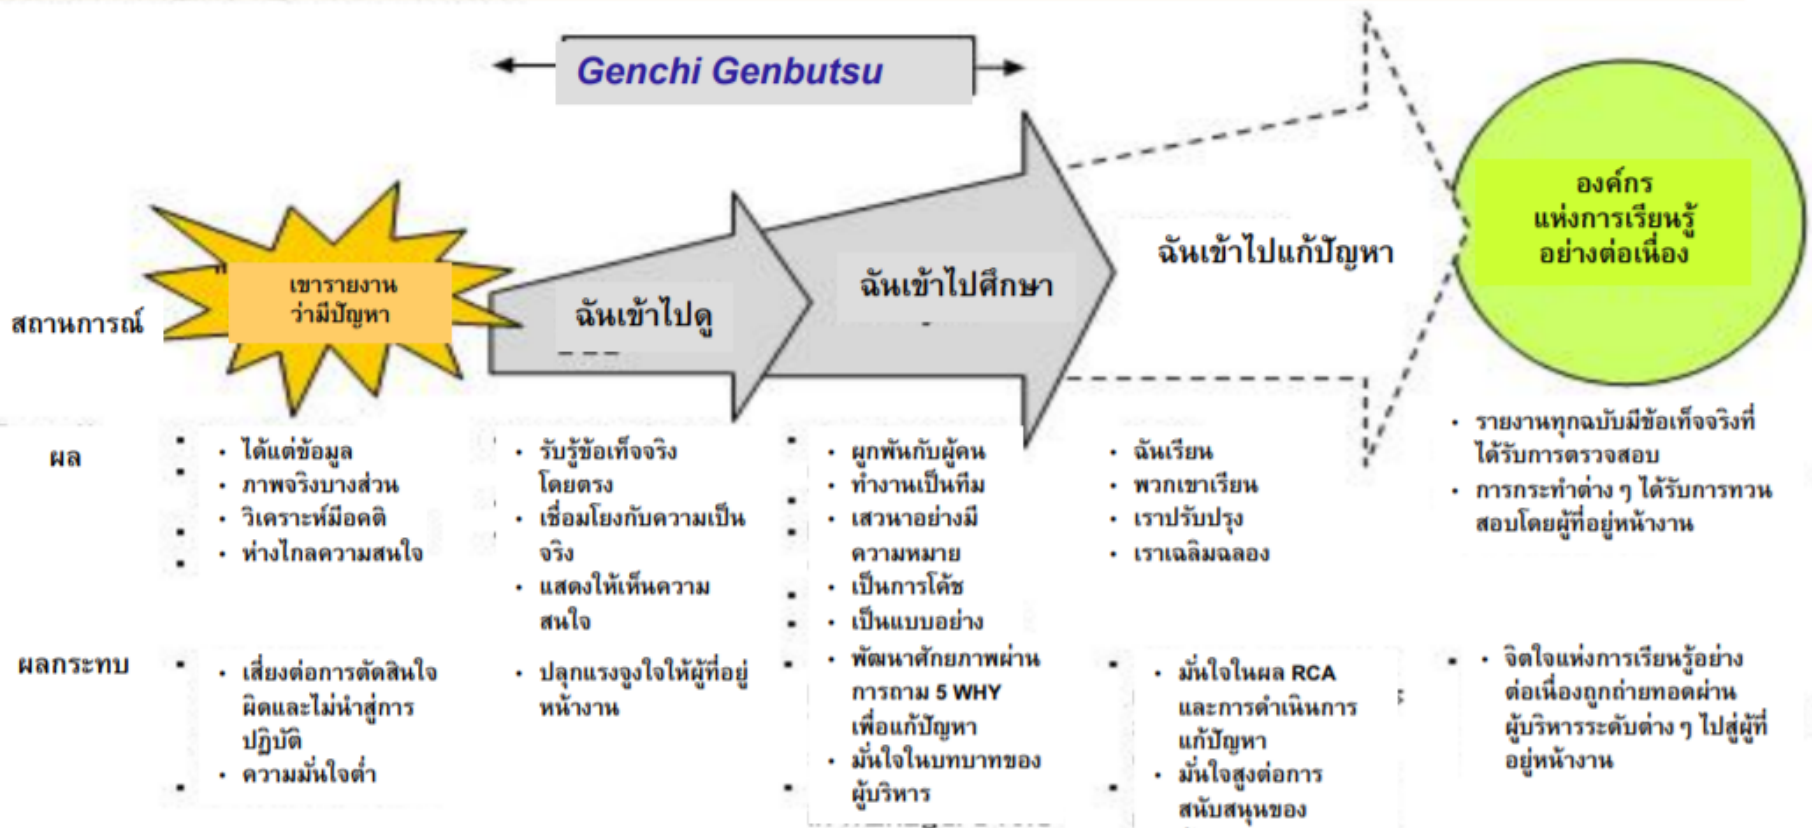 Genchi Genbutsu
องค์กร
แห่งการเรียนรู้
อย่างต่อเนื่อง
ฉันเข้าไปแก้ปัญหา
ฉันเข้าไปศึกษา
ฉันเข้าไปดู
เขารายงาน
ว่ามีปัญหา
สถานการณ์
ผล
• ได้แต่ข้อมูล
• ภาพจริงบางส่วน
• วิเคราะห์มีอคติ
• ห่างไกลความสนใจ
• รับรู้ข้อเท็จจริง
โดยตรง
• เชื่อมโยงกับความเป็น
จริง
• แสดงให้เห็นความ
สนใจ
• ผูกพันกับผู้คน
• ทำงานเป็นทีม
• เสวนาอย่างมี
ความหมาย
• เป็นการโค้ช
• เป็นแบบอย่าง
• ฉันเรียน
• พวกเขาเรียน
• เราปรับปรุง
• เราเฉลิมฉลอง
• รายงานทุกฉบับมีข้อเท็จจริงที่
ได้รับการตรวจสอบ
• การกระทำต่าง ๆ ได้รับการทวน
สอบโดยผู้ที่อยู่หน้างาน
ผลกระทบ
• เสี่ยงต่อการตัดสินใจ
ผิดและไม่นำสู่การ
ปฏิบัติ
• ความมั่นใจต่ำ
• ปลุกแรงจูงใจให้ผู้ที่อยู่
หน้างาน
• พัฒนาศักยภาพผ่าน
การถาม 5 WHY
เพื่อแก้ปัญหา
• มั่นใจในบทบาทของ
ผู้บริหาร
• มั่นใจในผล RCA
และการดำเนินการ
แก้ปัญหา
• มั่นใจสูงต่อการ
สนับสนุนของ
• จิตใจแห่งการเรียนรู้อย่าง
ต่อเนื่องถูกถ่ายทอดผ่าน
ผู้บริหารระดับต่าง ๆ ไปสู่ผู้ที่
อยู่หน้างาน